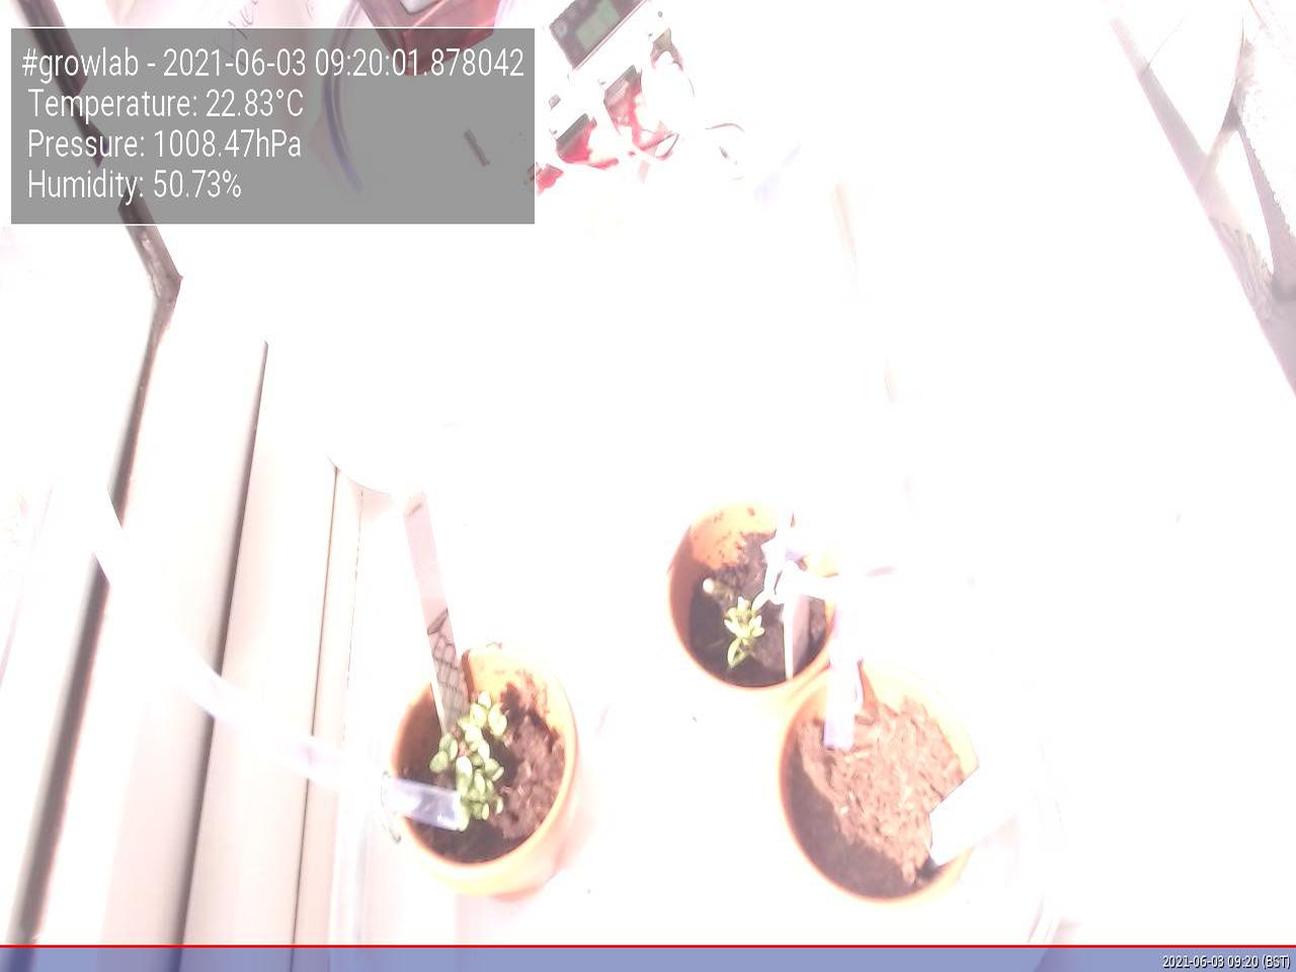 #growlab - 2021-06-03 09:20:01.878042
Temperature: 22.83°C
Pressure: 1008.47hPa
Humidity: 50.73%
2021-06-03 09:20 (BST)